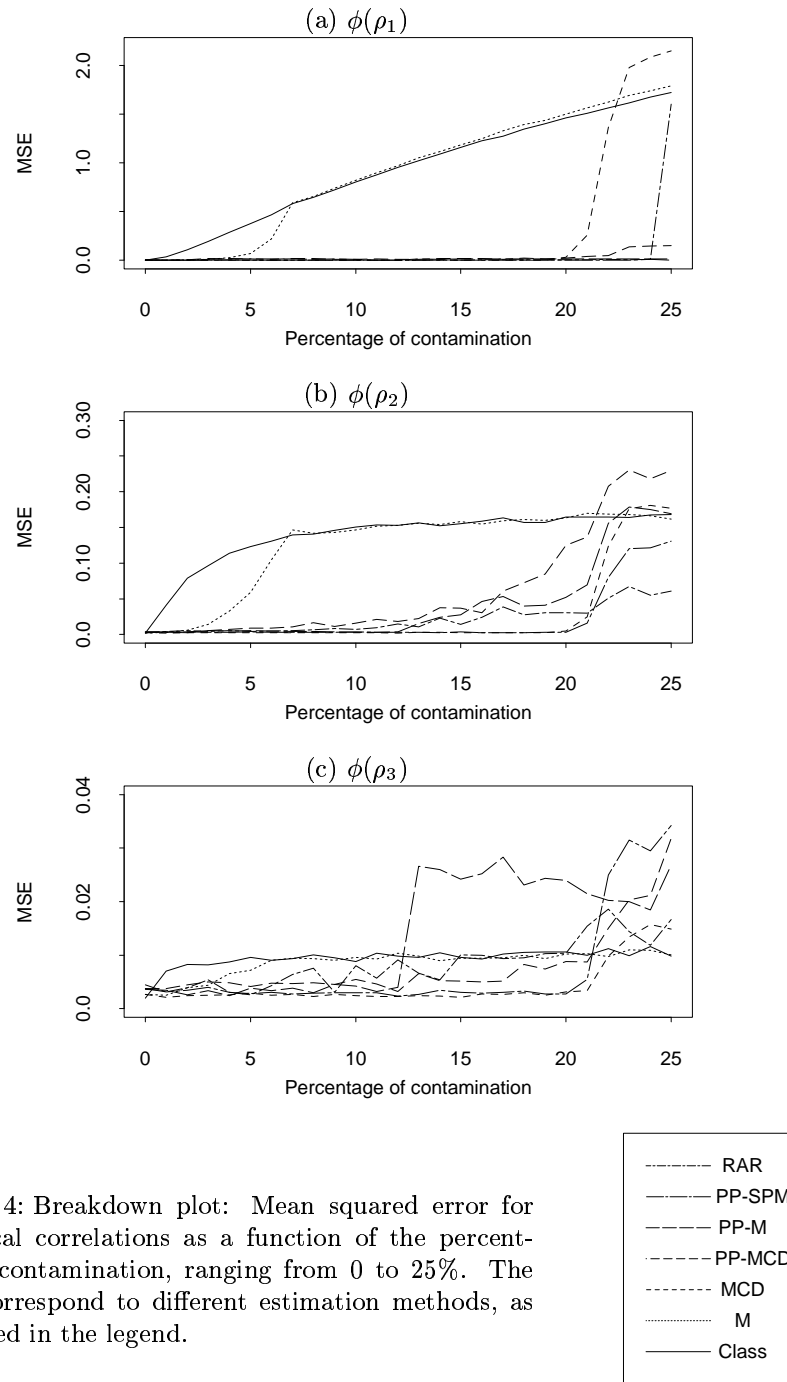 (a) ϕ(ρ1)
MSE
0.0 1.0 2.0
0 5 10 15 20 25
Percentage of contamination
(b) ϕ(ρ2)
MSE
0.0 0.10 0.20 0.30
0 5 10 15 20 25
Percentage of contamination
(c) ϕ(ρ3)
MSE
0.0 0.02 0.04
0 5 10 15 20 25
Percentage of contamination
RAR
PP-SPM
PP-M
PP-MCD
MCD
M
Class
4: Breakdown plot: Mean squared error for
cal correlations as a function of the percent-
contamination, ranging from 0 to 25%. The
orrespond to different estimation methods, as
ed in the legend.